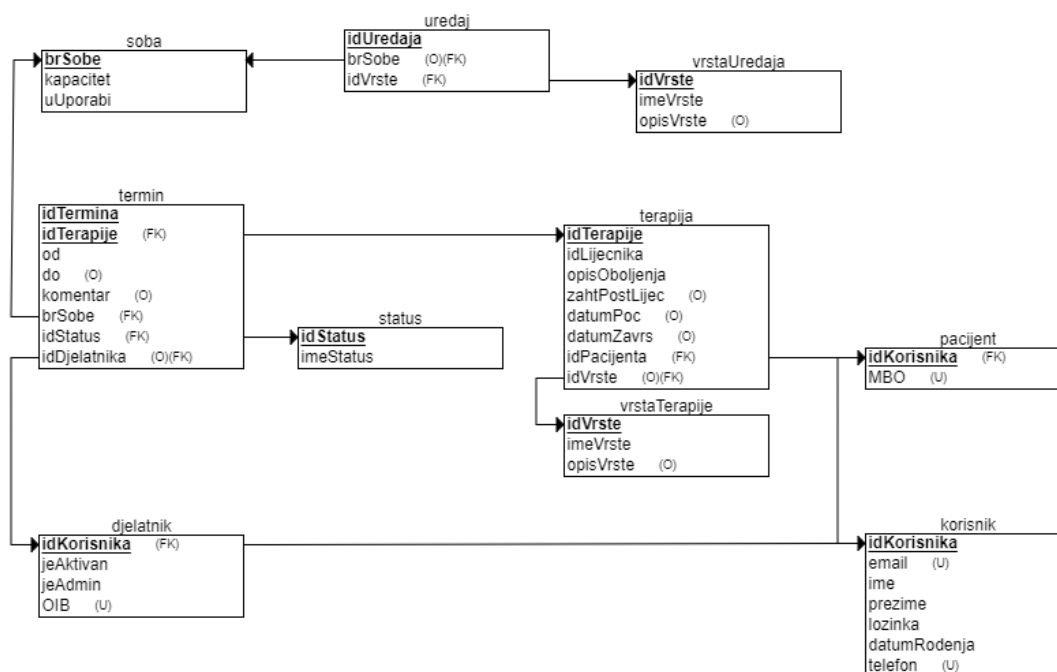 uredaj
idUredaja
brSobe (O)(FK)
idVrste (FK)
soba
brSobe
kapacitet
uUporabi
vrstaUredaja
idVrste
imeVrste
opisVrste (O)
termin
idTermina
idTerapije (FK)
od
do (O)
komentar (O)
brSobe (FK)
idStatus (FK)
idDjelatnika (O)(FK)
terapija
idTerapije
idLijecnika
opisOboljenja
zahtPostLijec (O)
datumPoc (O)
datumZavrs (O)
idPacijenta (FK)
idVrste (O)(FK)
status
idStatus
imeStatus
pacijent
idKorisnika (FK)
MBO (U)
vrstaTerapije
idVrste
imeVrste
opisVrste (O)
djelatnik
idKorisnika (FK)
jeAktivan
jeAdmin
OIB (U)
korisnik
idKorisnika
email (U)
ime
prezime
lozinka
datumRodenja
telefon (U)